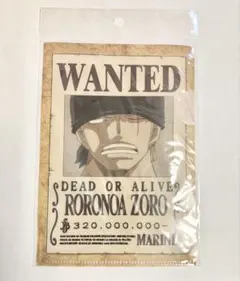 WANTED
DEAD OR ALIVE
RORONOA ZORO
฿320,000,000-
MARINE